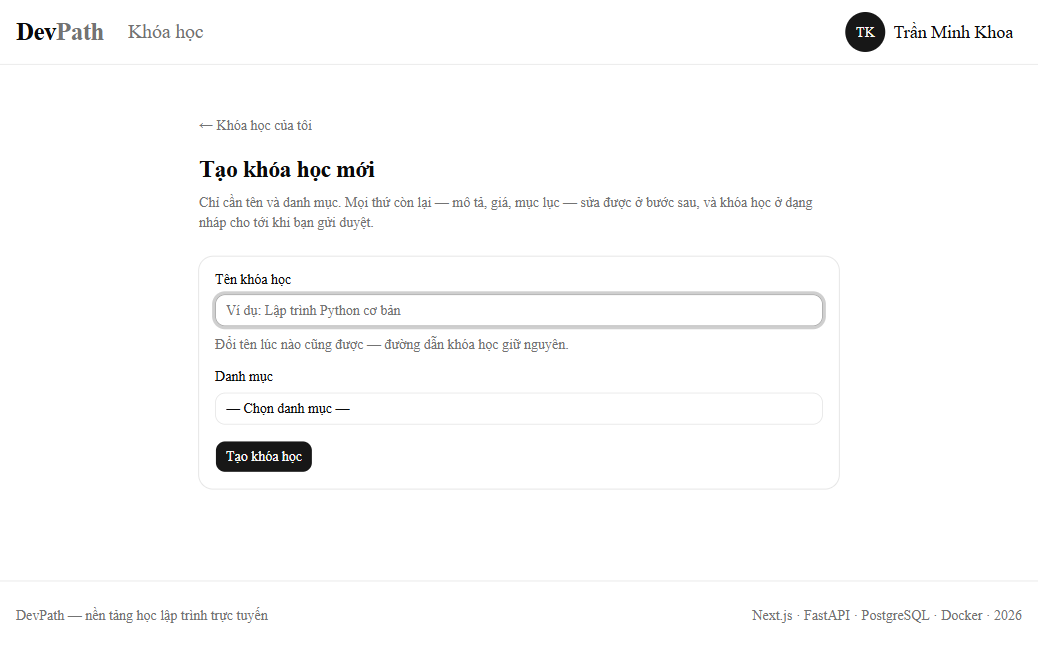 DevPath Khóa học
TK Trần Minh Khoa
← Khóa học của tôi
Tạo khóa học mới
Chỉ cần tên và danh mục. Mọi thứ còn lại — mô tả, giá, mục lục — sửa được ở bước sau, và khóa học ở dạng
nháp cho tới khi bạn gửi duyệt.
Tên khóa học
Ví dụ: Lập trình Python cơ bản
Đổi tên lúc nào cũng được — đường dẫn khóa học giữ nguyên.
Danh mục
— Chọn danh mục —
Tạo khóa học
DevPath — nền tảng học lập trình trực tuyến
Next.js · FastAPI · PostgreSQL · Docker · 2026